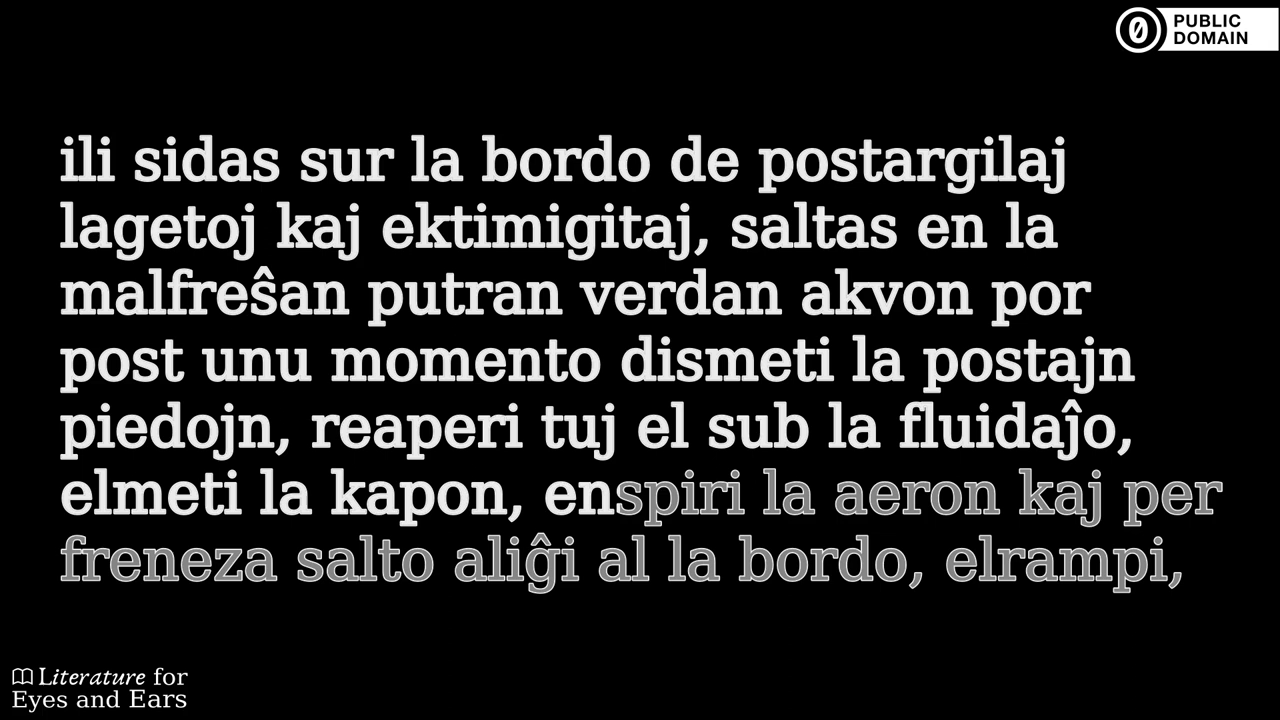 PUBLIC
DOMAIN
ili sidas sur la bordo de postargilaj
lagetoj kaj ektimigitaj, saltas en la
malfreŝan putran verdan akvon por
post unu momento dismeti la postajn
piedojn, reaperi tuj el sub la fluidaĵo,
elmeti la kapon, enspiri la aeron kaj per
freneza salto aliĝi al la bordo, elrampi,
Literature for
Eyes and Ears